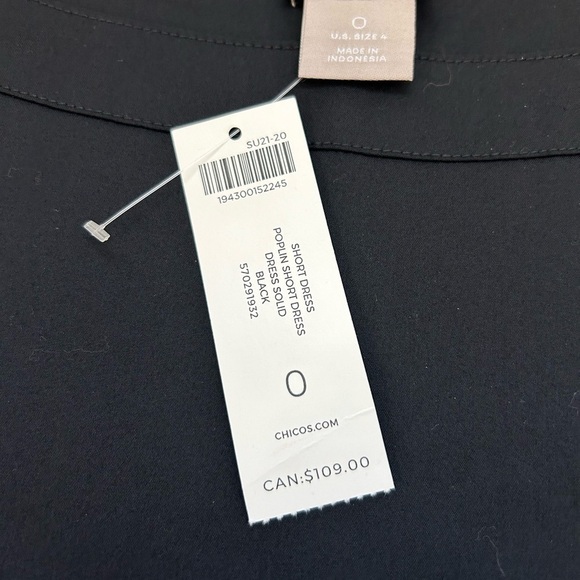 0
U.S. SIZE 4
MADE IN
INDONESIA
SU21-20
194300152245
SHORT DRESS
POPLIN SHORT DRESS
DRESS SOLID
BLACK
570291932
0
CHICOS.COM
CAN:$109.00